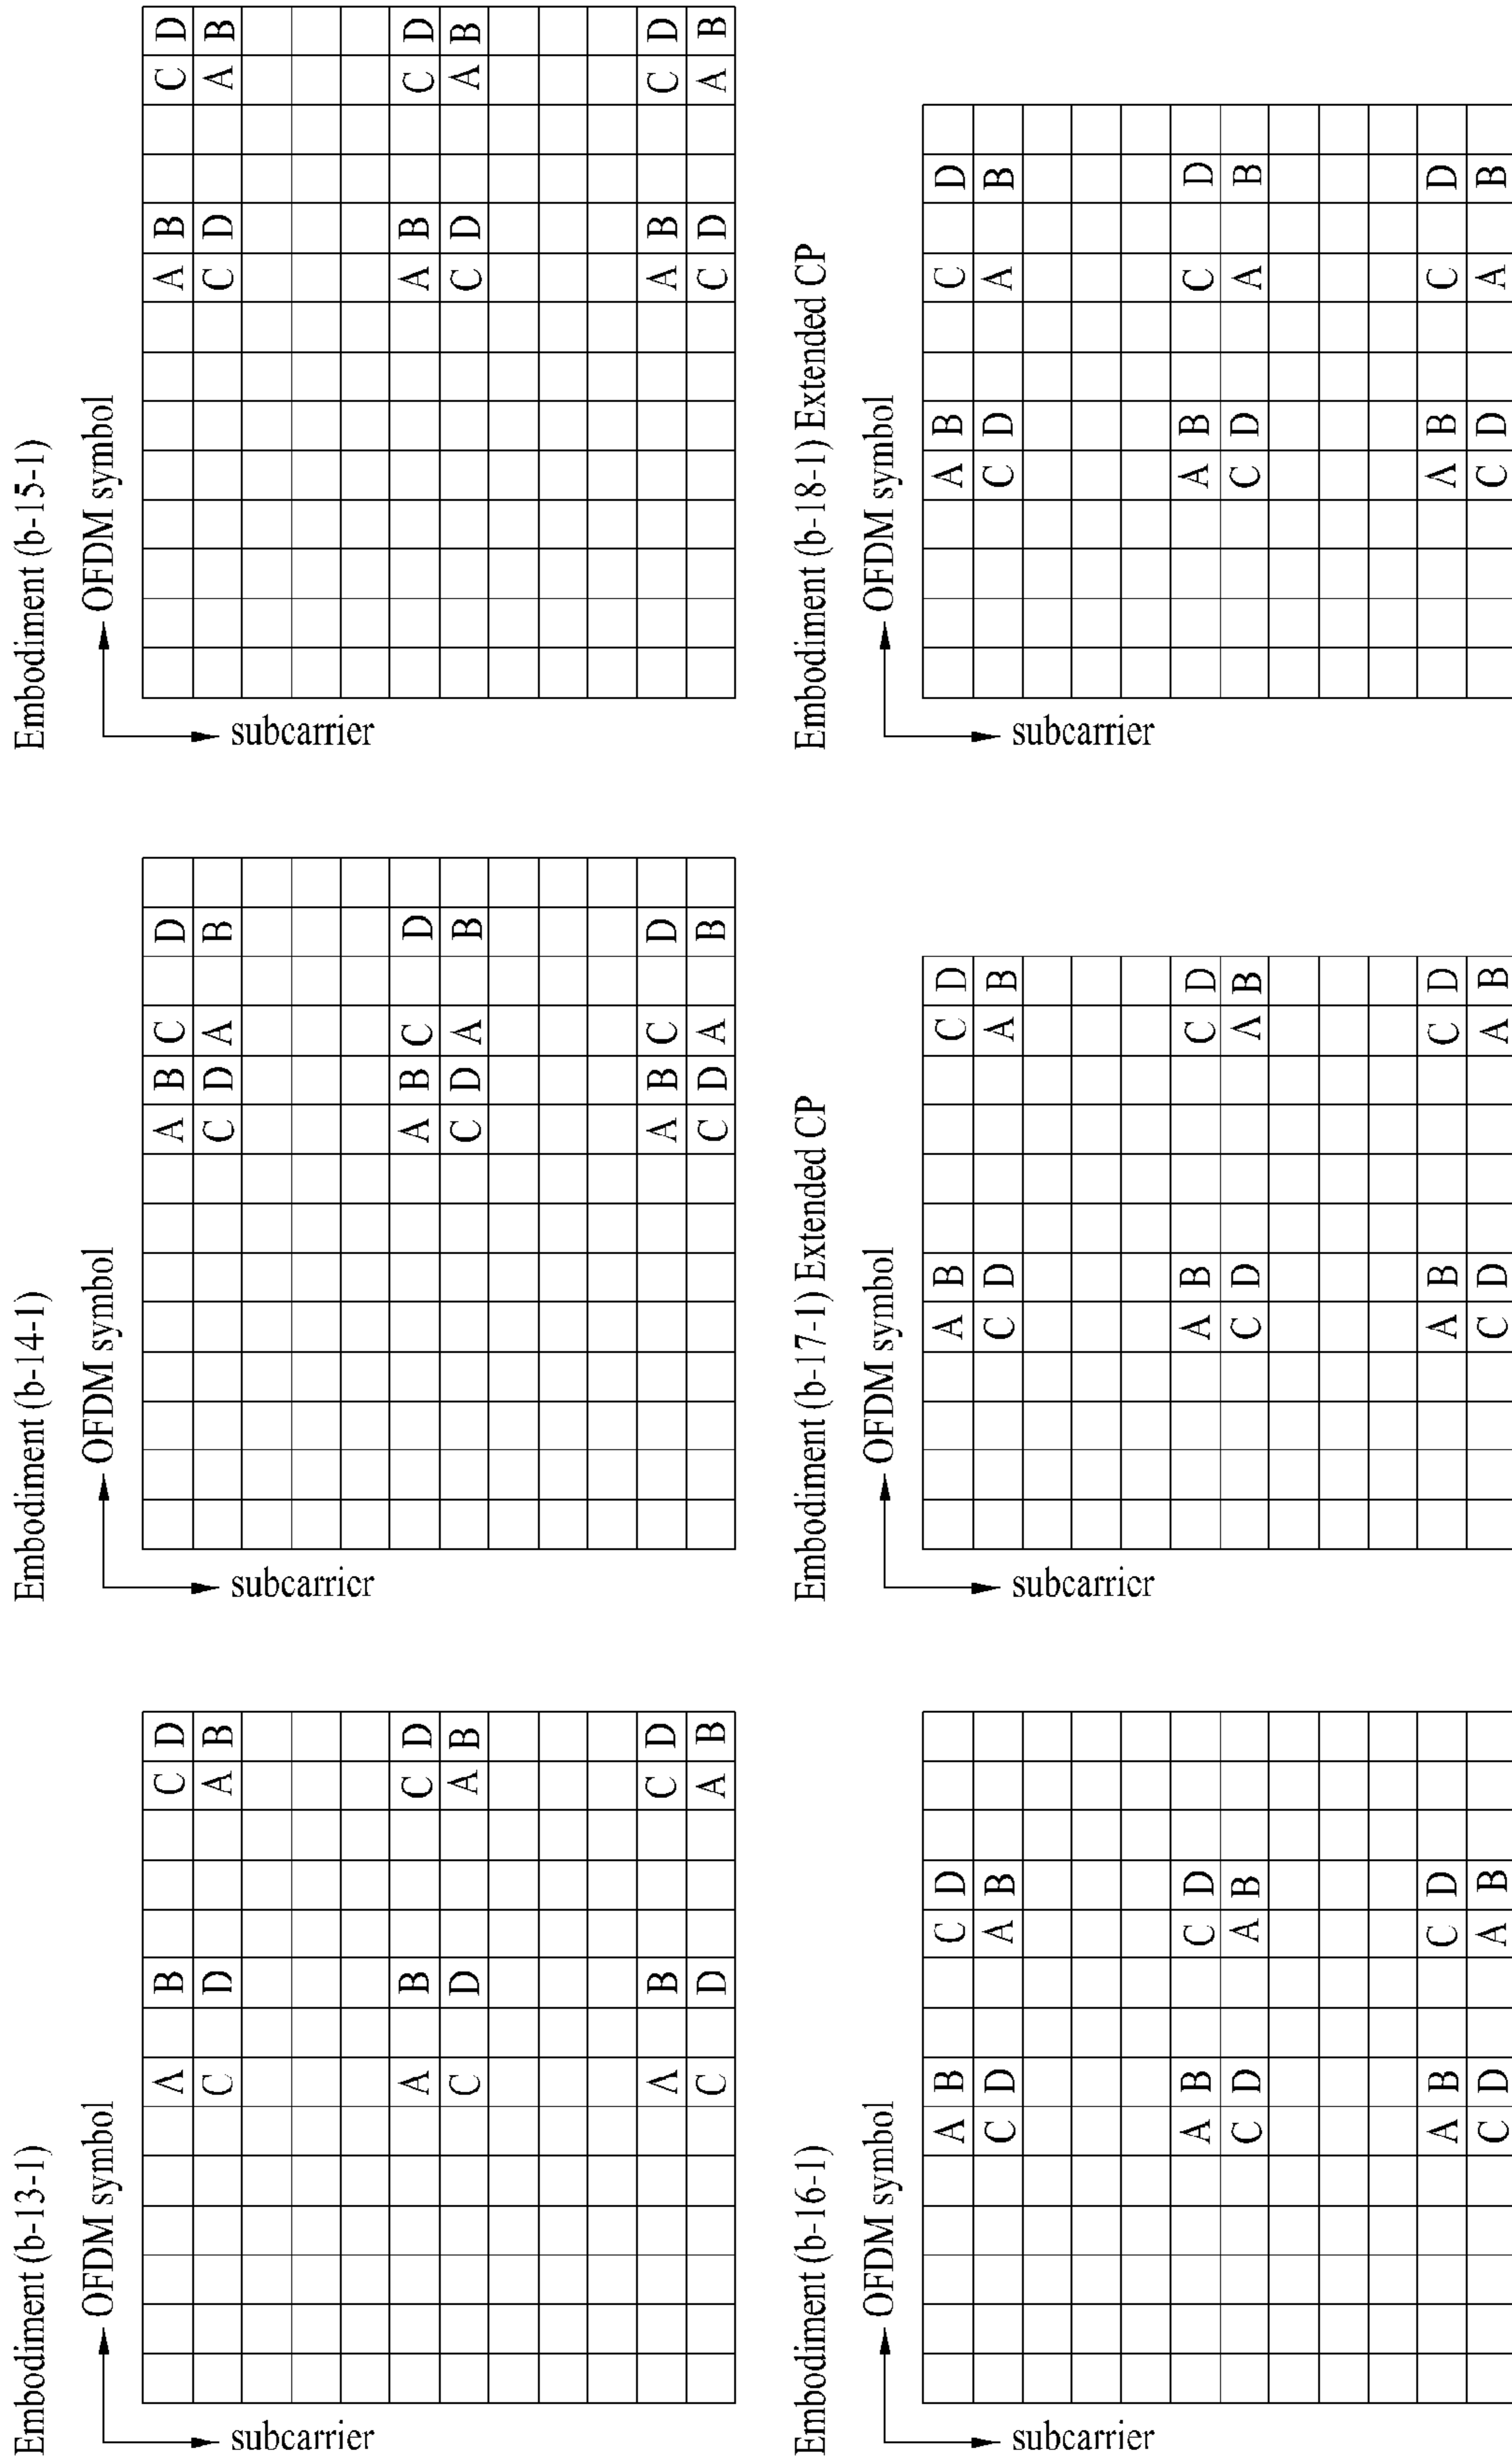 Embodiment (b-13-1)
OFDM symbol
subcarrier
A B C D
C D A B
A B C D
C D A B
A B C D
C D A B
Embodiment (b-14-1)
OFDM symbol
subcarrier
A B C D
C D A B
A B C D
C D A B
A B C D
C D A B
Embodiment (b-15-1)
OFDM symbol
subcarrier
A B C D
C D A B
A B C D
C D A B
A B C D
C D A B
Embodiment (b-16-1)
OFDM symbol
subcarrier
A B C D
C D A B
A B C D
C D A B
A B C D
C D A B
Embodiment (b-17-1) Extended CP
OFDM symbol
subcarrier
A B C D
C D A B
A B C D
C D A B
A B C D
C D A B
Embodiment (b-18-1) Extended CP
OFDM symbol
subcarrier
A B C D
C D A B
A B C D
C D A B
A B C D
C D A B